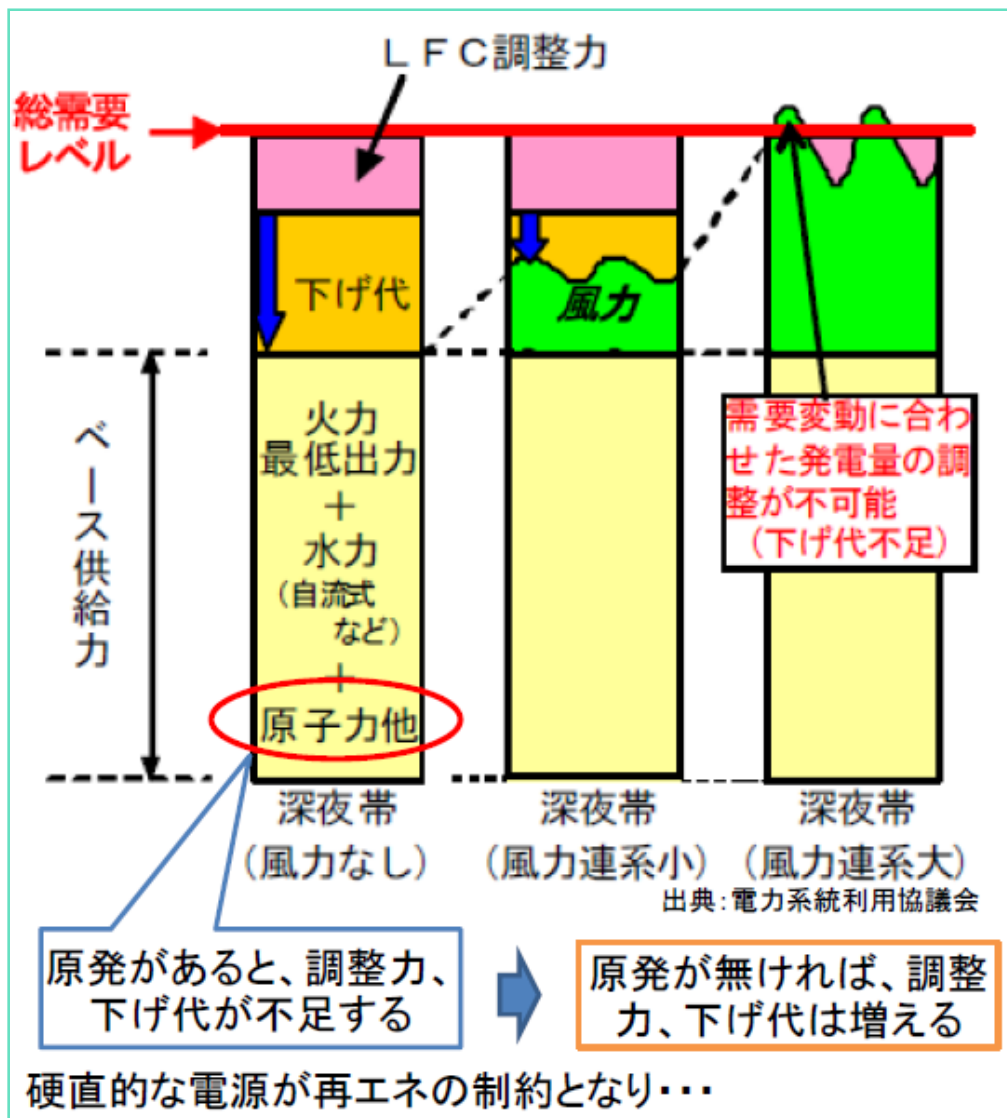 LFC調整力
総需要
レベル
下げ代
風力
ベース供給力
火力
最低出力
+
水力
(自流式
など)
+
原子力他
需要変動に合わ
せた発電量の調
整が不可能
(下げ代不足)
深夜帯
(風力なし)
深夜帯
(風力連系小)
深夜帯
(風力連系大)
出典:電力系統利用協議会
原発があると、調整力、
下げ代が不足する
原発が無ければ、調整
力、下げ代は増える
硬直的な電源が再エネの制約となり・・・